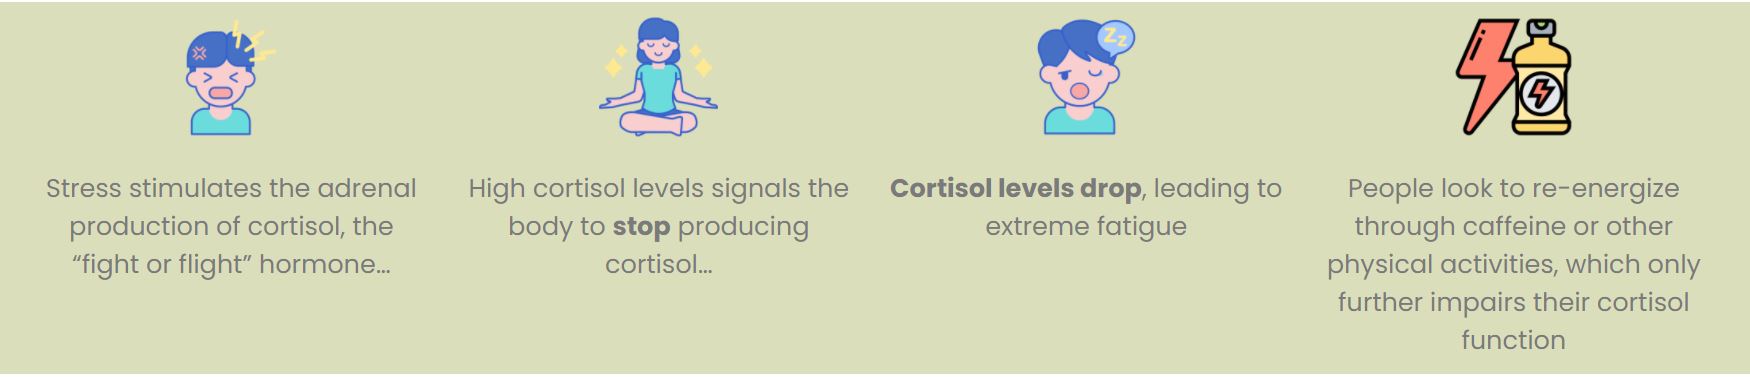 Zz
Stress stimulates the adrenal
production of cortisol, the
“fight or flight” hormone...
High cortisol levels signals the
body to stop producing
cortisol...
Cortisol levels drop, leading to
extreme fatigue
People look to re-energize
through caffeine or other
physical activities, which only
further impairs their cortisol
function